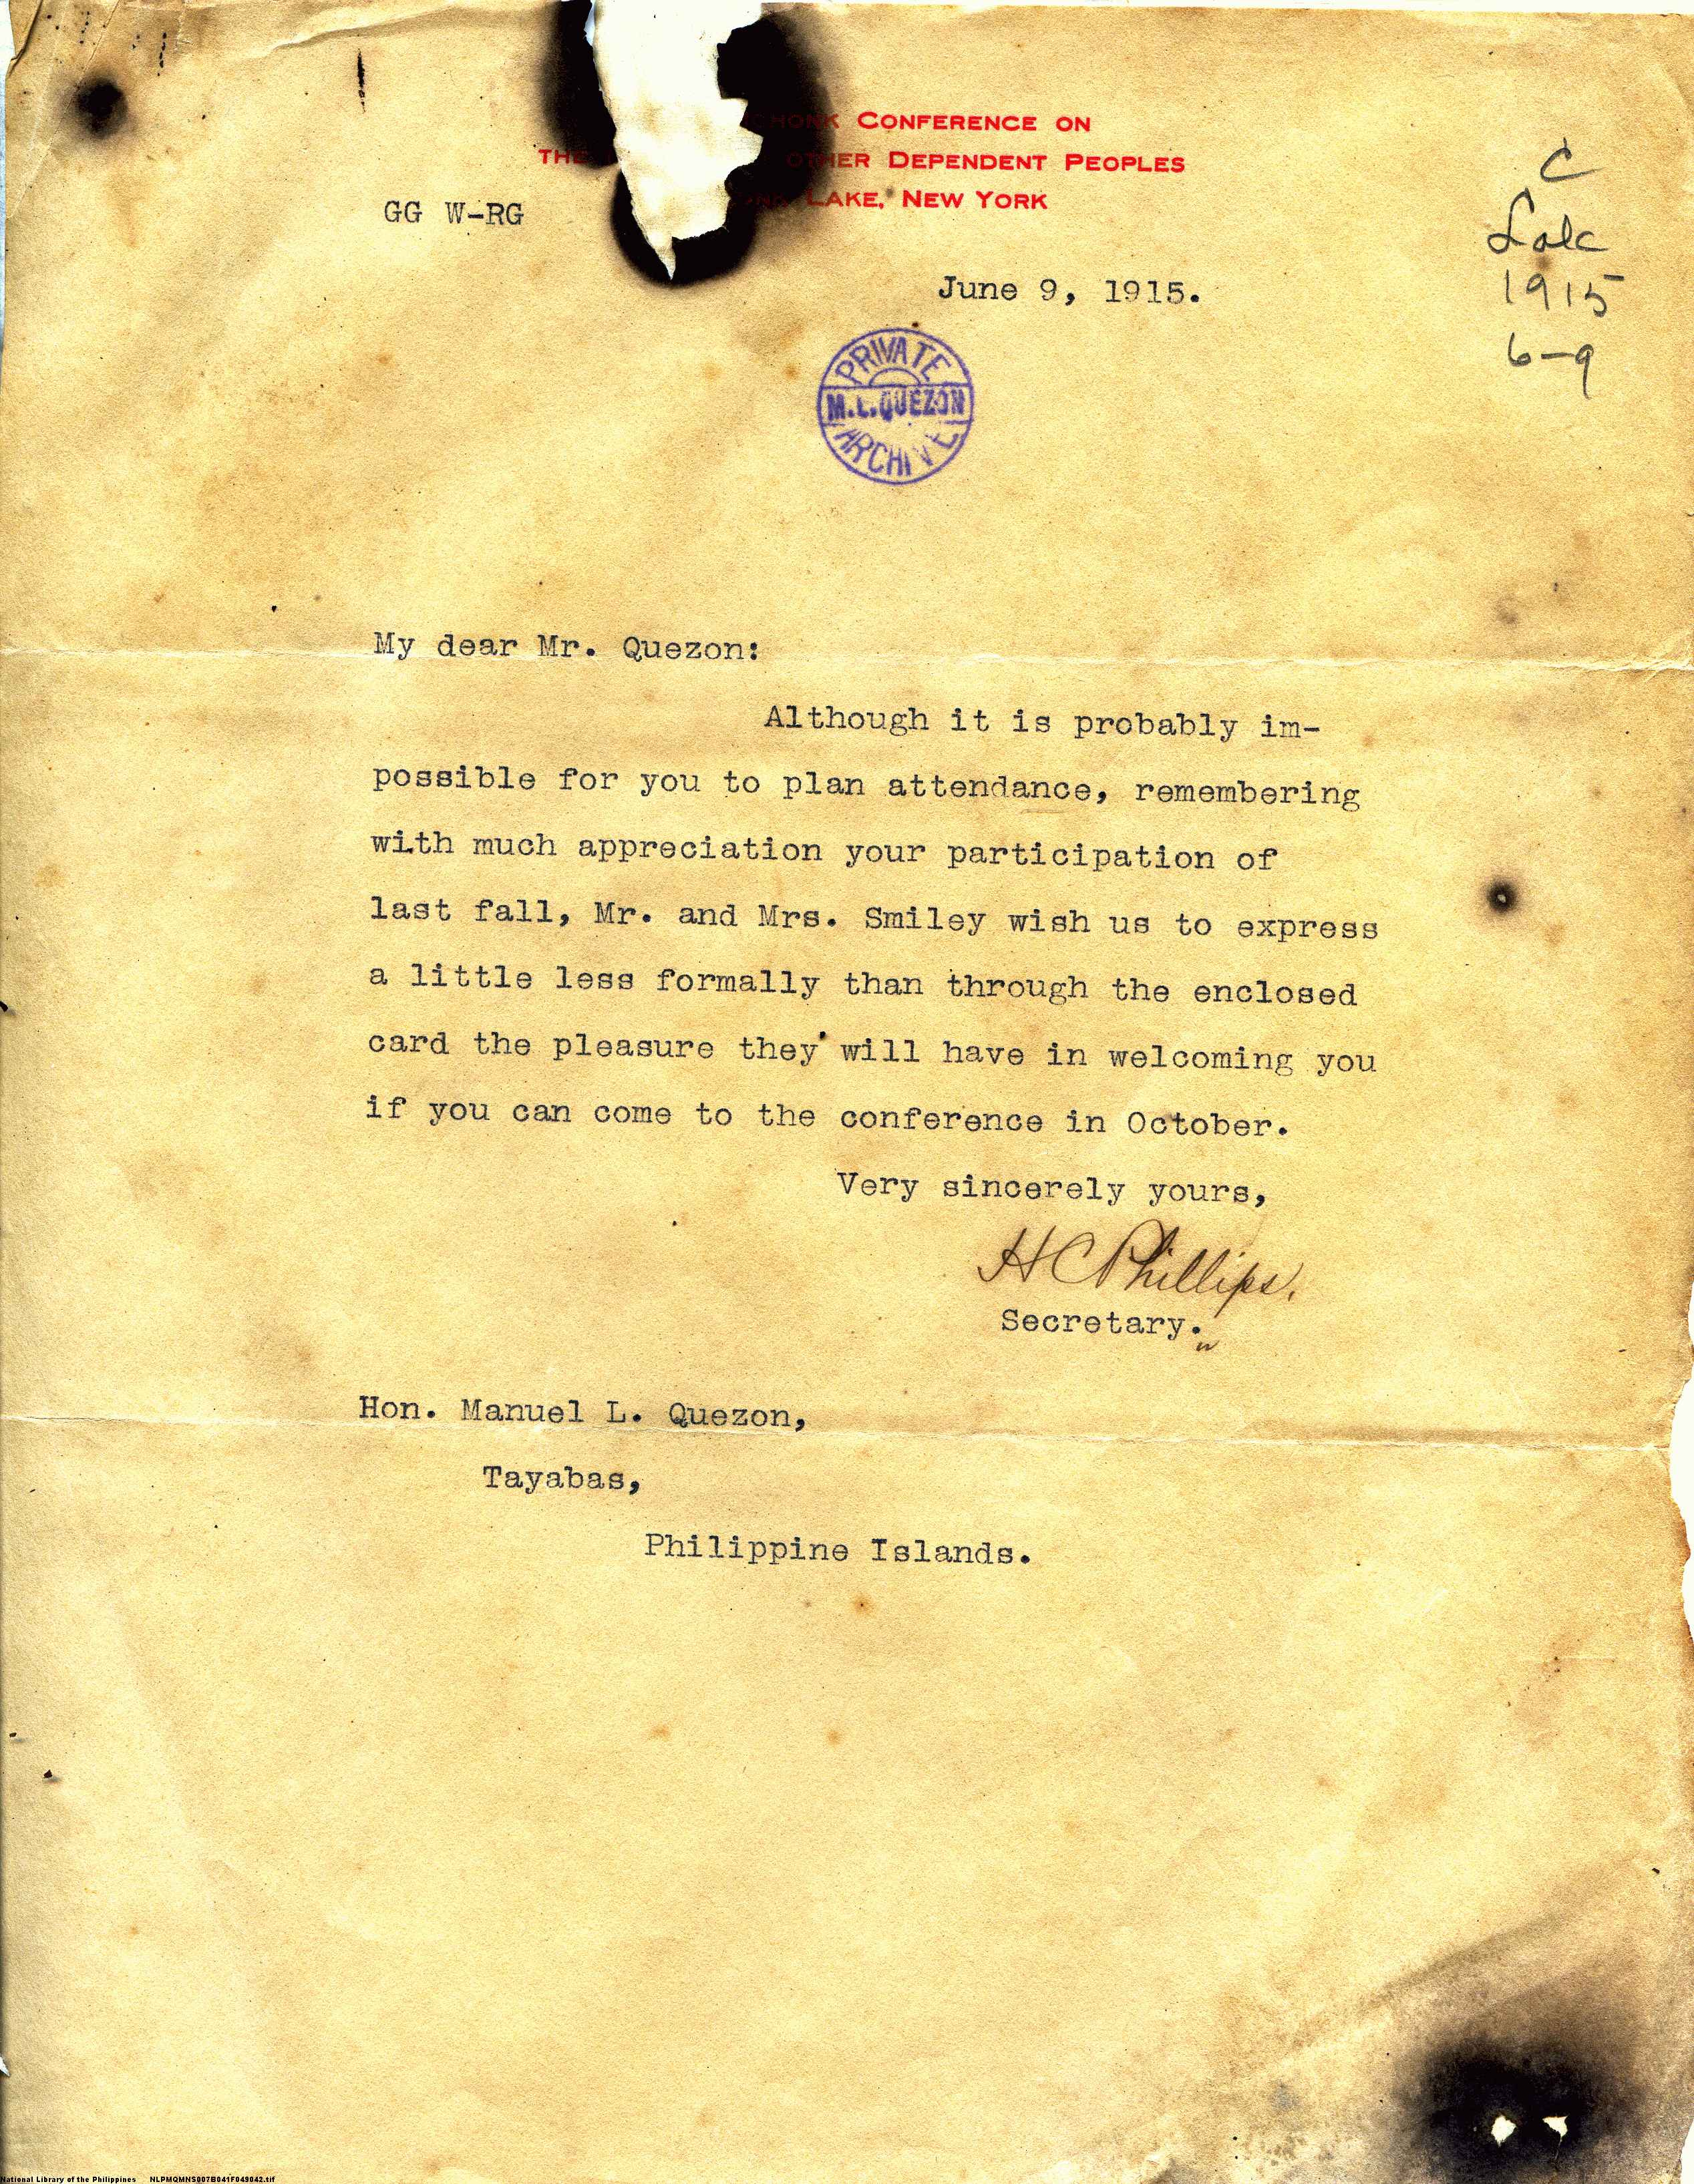 CONFERENCE ON
THE OTHER DEPENDENT PEOPLES
LAKE, NEW YORK
GG W-RG
C
1915
6-9
June 9, 1915.
PRIVATE
M.L.QUEZON
ARCHIVE
My dear Mr. Quezon:
Although it is probably im-
possible for you to plan attendance, remembering
with much appreciation your participation of
last fall, Mr. and Mrs. Smiley wish us to express
a little less formally than through the enclosed
card the pleasure they will have in welcoming you
if you can come to the conference in October.
Very sincerely yours,
H C Phillips.
Secretary.
Hon. Manuel L. Quezon,
Tayabas,
Philippine Islands.
National Library of the Philippines NLPMQMNS007B041F049042.tif